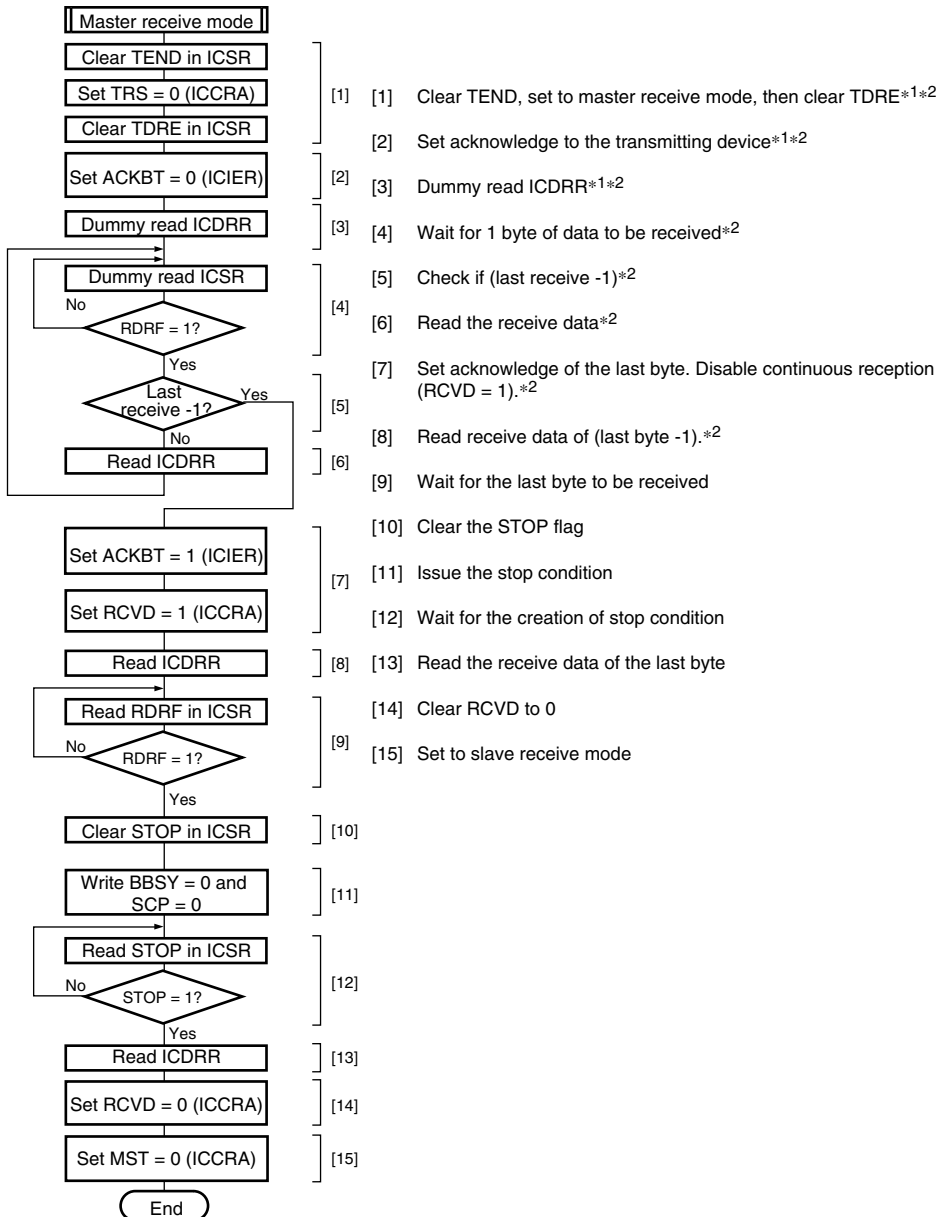 Master receive mode
Clear TEND in ICSR
Set TRS = 0 (ICCRA)
Clear TDRE in ICSR
[1]
Set ACKBT = 0 (ICIER)
[2]
Dummy read ICDRR
[3]
Dummy read ICSR
No
RDRF = 1?
[4]
Yes
Last
receive -1?
Yes
[5]
No
Read ICDRR
[6]
Set ACKBT = 1 (ICIER)
Set RCVD = 1 (ICCRA)
[7]
Read ICDRR
[8]
Read RDRF in ICSR
No
RDRF = 1?
[9]
Yes
Clear STOP in ICSR
[10]
Write BBSY = 0 and
SCP = 0
[11]
Read STOP in ICSR
No
STOP = 1?
[12]
Yes
Read ICDRR
[13]
Set RCVD = 0 (ICCRA)
[14]
Set MST = 0 (ICCRA)
[15]
End
[1] Clear TEND, set to master receive mode, then clear TDRE*1*2
[2] Set acknowledge to the transmitting device*1*2
[3] Dummy read ICDRR*1*2
[4] Wait for 1 byte of data to be received*2
[5] Check if (last receive -1)*2
[6] Read the receive data*2
[7] Set acknowledge of the last byte. Disable continuous reception
(RCVD = 1).*2
[8] Read receive data of (last byte -1).*2
[9] Wait for the last byte to be received
[10] Clear the STOP flag
[11] Issue the stop condition
[12] Wait for the creation of stop condition
[13] Read the receive data of the last byte
[14] Clear RCVD to 0
[15] Set to slave receive mode